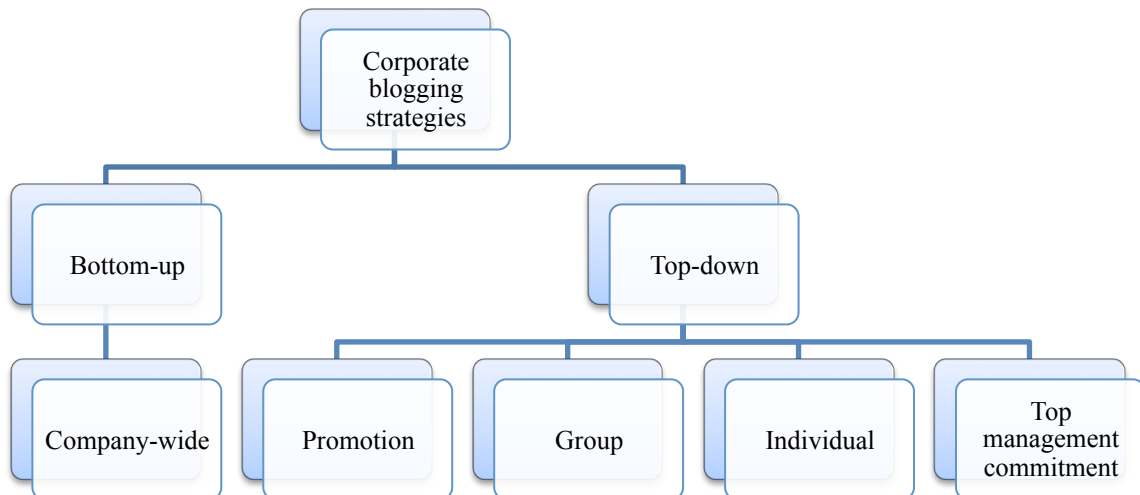 Corporate
blogging
strategies
Bottom-up
Top-down
Company-wide
Promotion
Group
Individual
Top
management
commitment